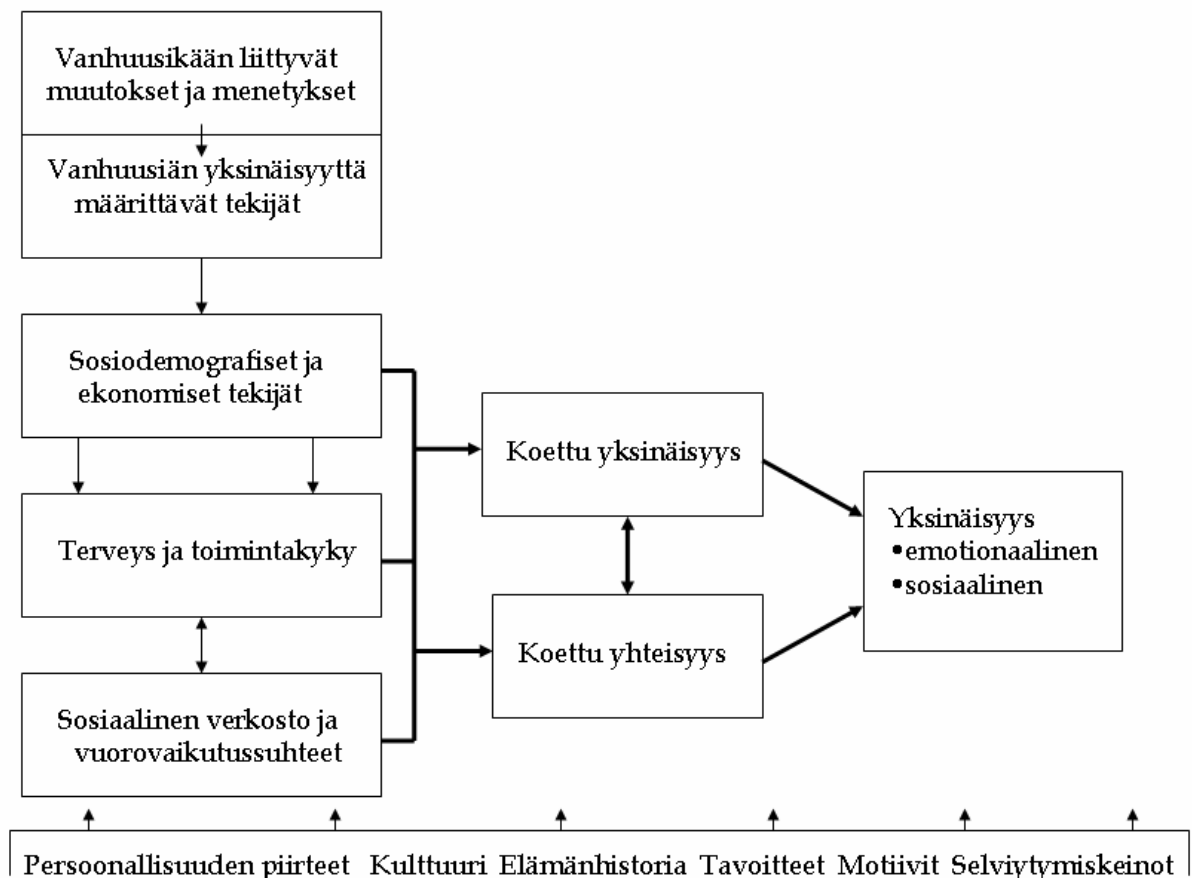 Vanhuusikään liittyvät
muutokset ja menetykset
Vanhuusiän yksinäisyyttä
määrittävät tekijät
Sosiodemografiset ja
ekonomiset tekijät
Terveys ja toimintakyky
Sosiaalinen verkosto ja
vuorovaikutussuhteet
Koettu yksinäisyys
Koettu yhteisyys
Yksinäisyys
•emotionaalinen
•sosiaalinen
Persoonallisuuden piirteet Kulttuuri Elämänhistoria Tavoitteet Motiivit Selviytymiskeinot